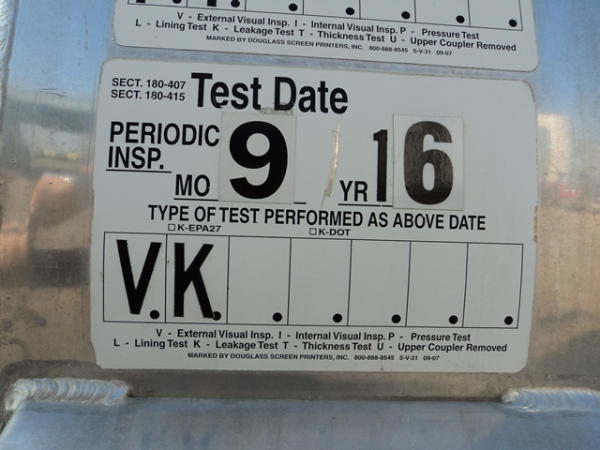 V - External Visual Insp. I - Internal Visual Insp. P - Pressure Test
L - Lining Test K - Leakage Test T - Thickness Test U - Upper Coupler Removed
MARKED BY DOUGLASS SCREEN PRINTERS, INC. 800-888-8545 5-V-31 09-07
SECT. 180-407
SECT. 180-415
Test Date
PERIODIC
INSP.
MO 9 YR 16
TYPE OF TEST PERFORMED AS ABOVE DATE
□ K-EPA27 □ K-DOT
V. K. . . . . .
V - External Visual Insp. I - Internal Visual Insp. P - Pressure Test
L - Lining Test K - Leakage Test T - Thickness Test U - Upper Coupler Removed
MARKED BY DOUGLASS SCREEN PRINTERS, INC. 800-888-8545 5-V-31 09-07